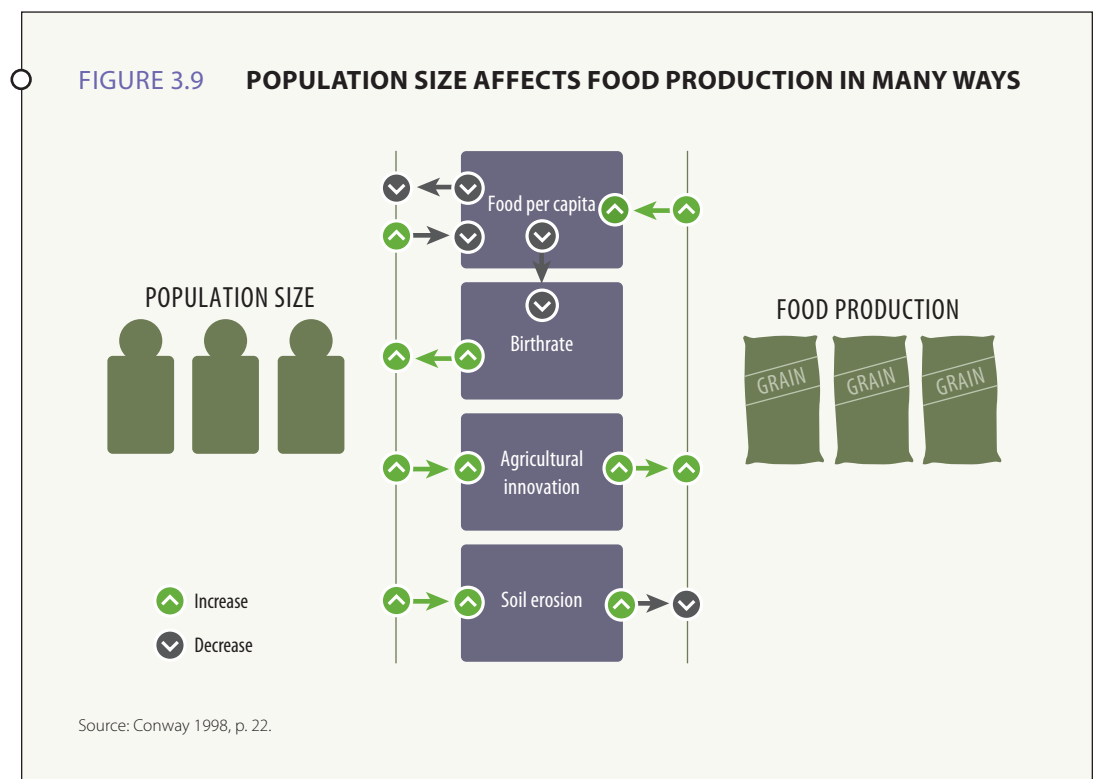 FIGURE 3.9 POPULATION SIZE AFFECTS FOOD PRODUCTION IN MANY WAYS
Food per capita
POPULATION SIZE
FOOD PRODUCTION
Birthrate
GRAIN
GRAIN
GRAIN
Agricultural
innovation
Soil erosion
Increase
Decrease
Source: Conway 1998, p. 22.